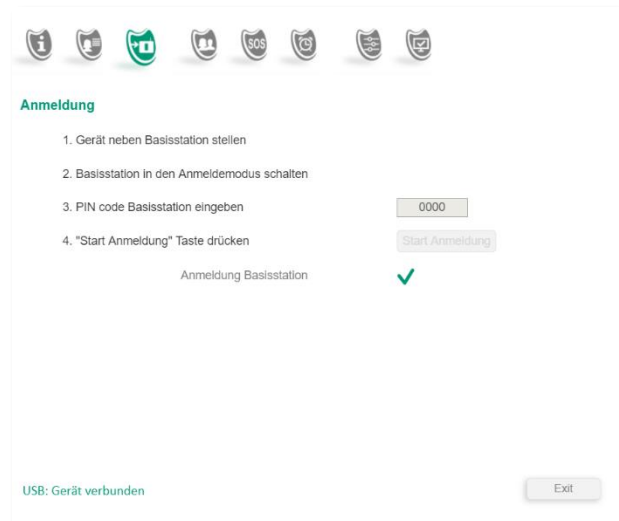 SOS
Anmeldung
1. Gerät neben Basisstation stellen
2. Basisstation in den Anmeldemodus schalten
3. PIN code Basisstation eingeben 0000
4. "Start Anmeldung" Taste drücken Start Anmeldung
Anmeldung Basisstation
USB: Gerät verbunden Exit